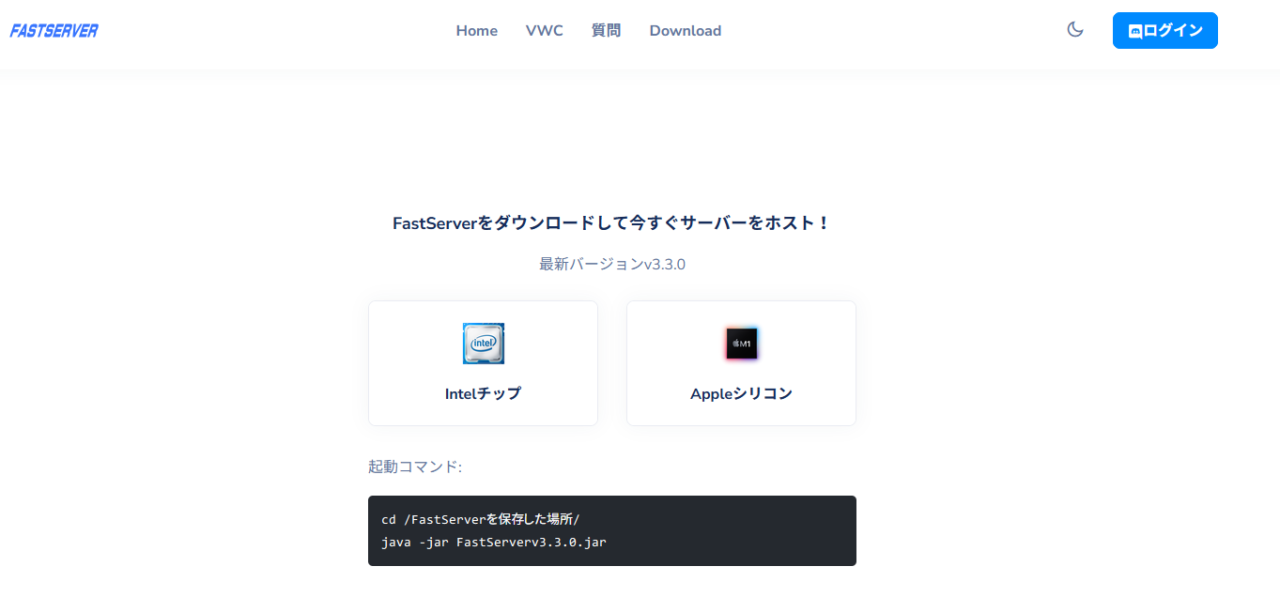 FASTSERVER
Home
VWC
質問
Download
ログイン
FastServerをダウンロードして今すぐサーバーをホスト！
最新バージョンv3.3.0
intel
M1
Intelチップ
Appleシリコン
起動コマンド:
cd /FastServerを保存した場所/
java -jar FastServerv3.3.0.jar